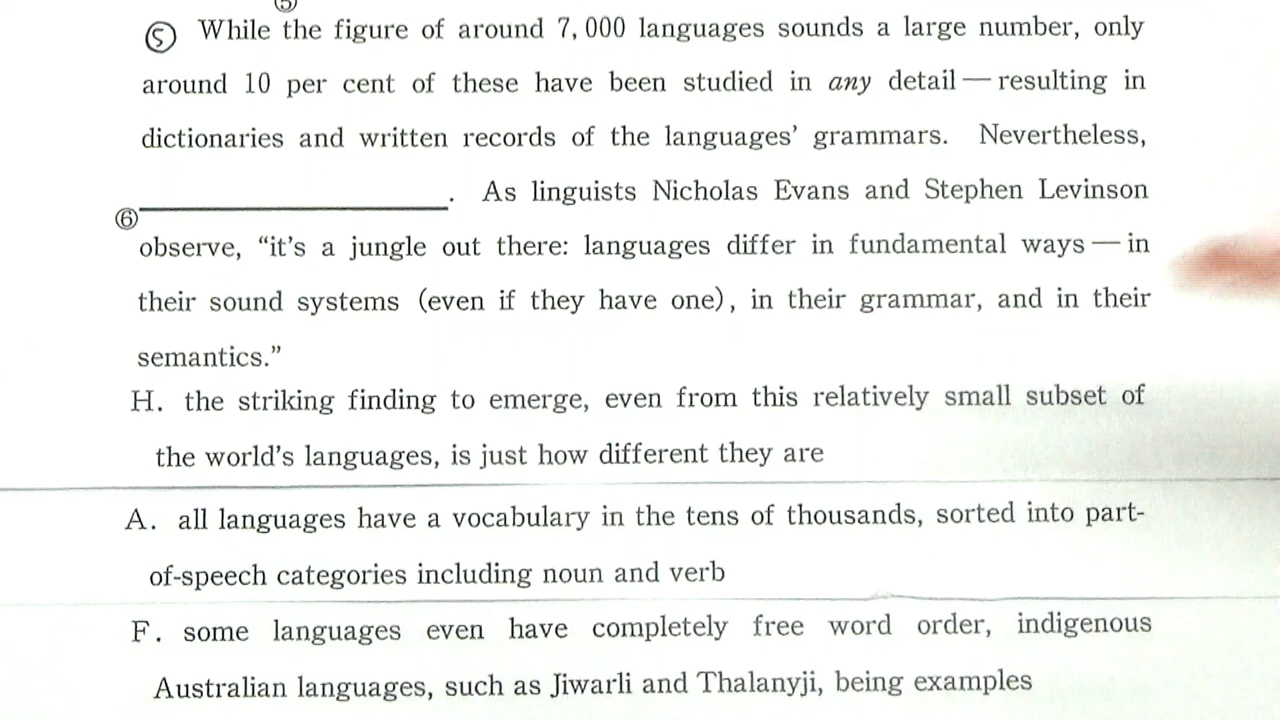 ⑤
⑤ While the figure of around 7,000 languages sounds a large number, only
around 10 per cent of these have been studied in any detail — resulting in
dictionaries and written records of the languages' grammars. Nevertheless,
⑥ ____________________. As linguists Nicholas Evans and Stephen Levinson
observe, “it's a jungle out there: languages differ in fundamental ways — in
their sound systems (even if they have one), in their grammar, and in their
semantics.”
H. the striking finding to emerge, even from this relatively small subset of
the world's languages, is just how different they are
A. all languages have a vocabulary in the tens of thousands, sorted into part-
of-speech categories including noun and verb
F. some languages even have completely free word order, indigenous
Australian languages, such as Jiwarli and Thalanyji, being examples